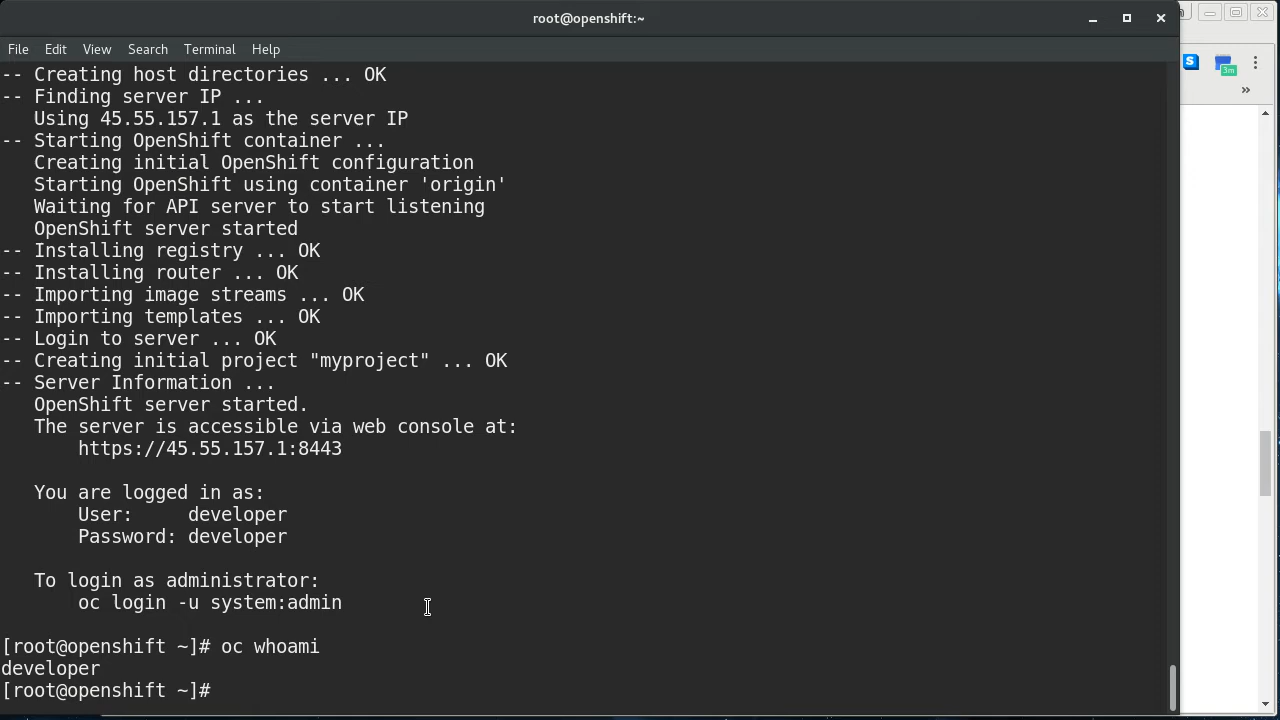 root@openshift:~
File Edit View Search Terminal Help
-- Creating host directories ... OK
-- Finding server IP ...
   Using 45.55.157.1 as the server IP
-- Starting OpenShift container ...
   Creating initial OpenShift configuration
   Starting OpenShift using container 'origin'
   Waiting for API server to start listening
   OpenShift server started
-- Installing registry ... OK
-- Installing router ... OK
-- Importing image streams ... OK
-- Importing templates ... OK
-- Login to server ... OK
-- Creating initial project "myproject" ... OK
-- Server Information ...
   OpenShift server started.
   The server is accessible via web console at:
       https://45.55.157.1:8443

   You are logged in as:
       User:     developer
       Password: developer

   To login as administrator:
       oc login -u system:admin

[root@openshift ~]# oc whoami
developer
[root@openshift ~]#
S
3m
»